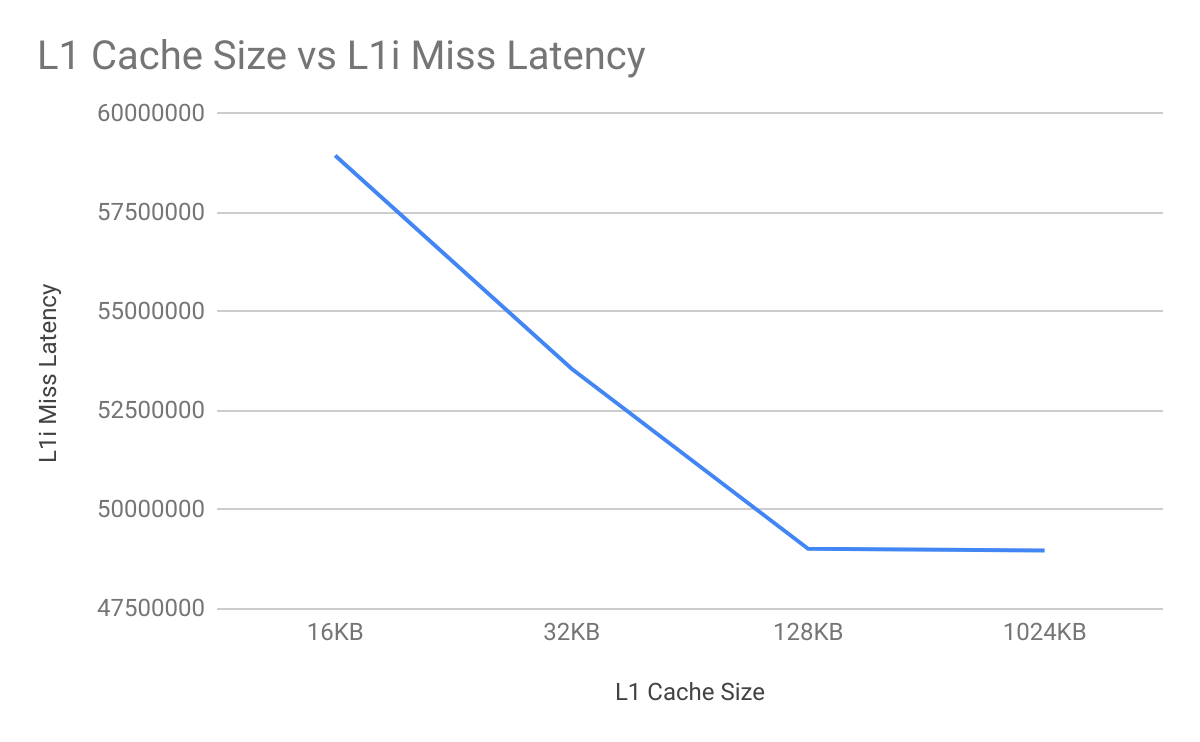 L1 Cache Size vs L1i Miss Latency
60000000
57500000
55000000
52500000
50000000
47500000
L1i Miss Latency
16KB 32KB 128KB 1024KB
L1 Cache Size